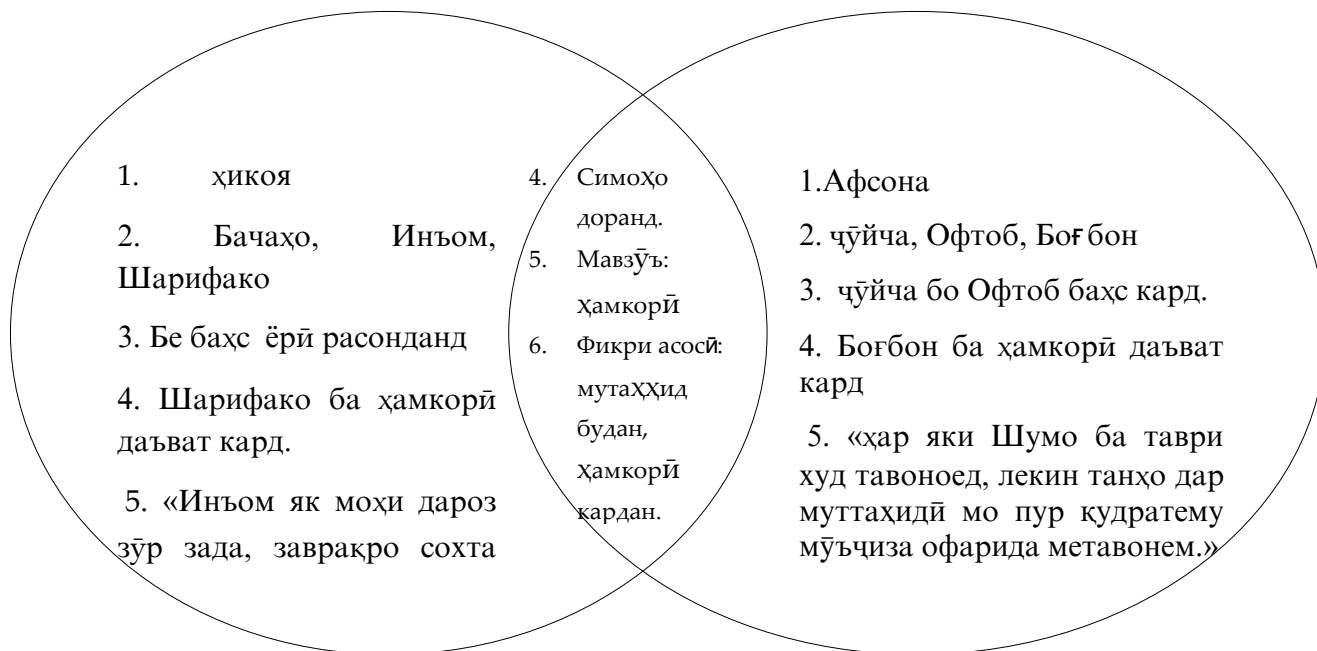 1. ҳикоя
2. Бачаҳо, Инъом,
Шарифако
3. Бе баҳс ёрӣ расонданд
4. Шарифако ба ҳамкорӣ
даъват кард.
5. «Инъом як моҳи дароз
зӯр зада, заврақро сохта
4. Симоҳо
доранд.
5. Мавзӯъ:
ҳамкорӣ
6. Фикри асосӣ:
мутаҳҳид
будан,
ҳамкорӣ
кардан.
1.Афсона
2. ҷӯйча, Офтоб, Боғбон
3. ҷӯйча бо Офтоб баҳс кард.
4. Боғбон ба ҳамкорӣ даъват
кард
5. «ҳар яки Шумо ба таври
худ тавоноед, лекин танҳо дар
муттаҳидӣ мо пур қудратему
мӯъҷиза офарида метавонем.»